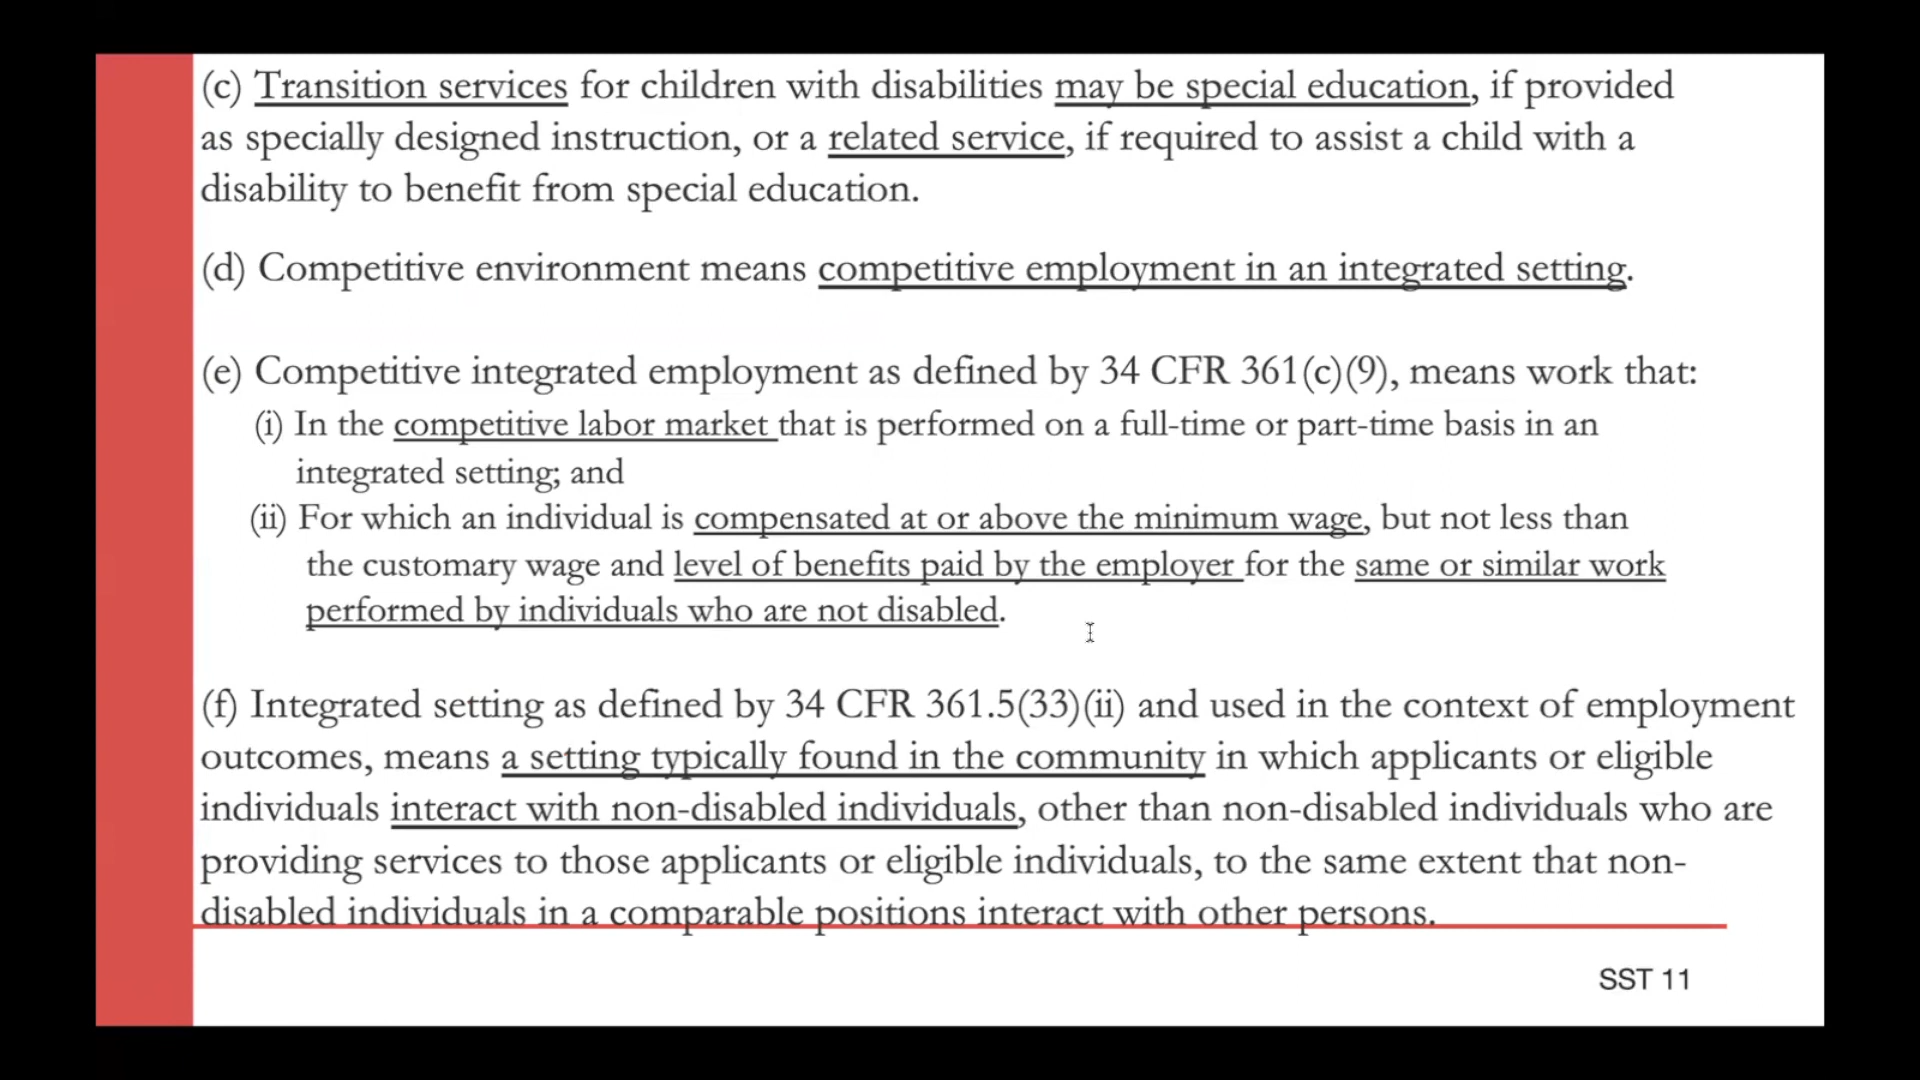 (c) Transition services for children with disabilities may be special education, if provided
as specially designed instruction, or a related service, if required to assist a child with a
disability to benefit from special education.
(d) Competitive environment means competitive employment in an integrated setting.
(e) Competitive integrated employment as defined by 34 CFR 361(c)(9), means work that:
(i) In the competitive labor market that is performed on a full-time or part-time basis in an
integrated setting; and
(ii) For which an individual is compensated at or above the minimum wage, but not less than
the customary wage and level of benefits paid by the employer for the same or similar work
performed by individuals who are not disabled.
(f) Integrated setting as defined by 34 CFR 361.5(33)(ii) and used in the context of employment
outcomes, means a setting typically found in the community in which applicants or eligible
individuals interact with non-disabled individuals, other than non-disabled individuals who are
providing services to those applicants or eligible individuals, to the same extent that non-
disabled individuals in a comparable positions interact with other persons.
SST 11